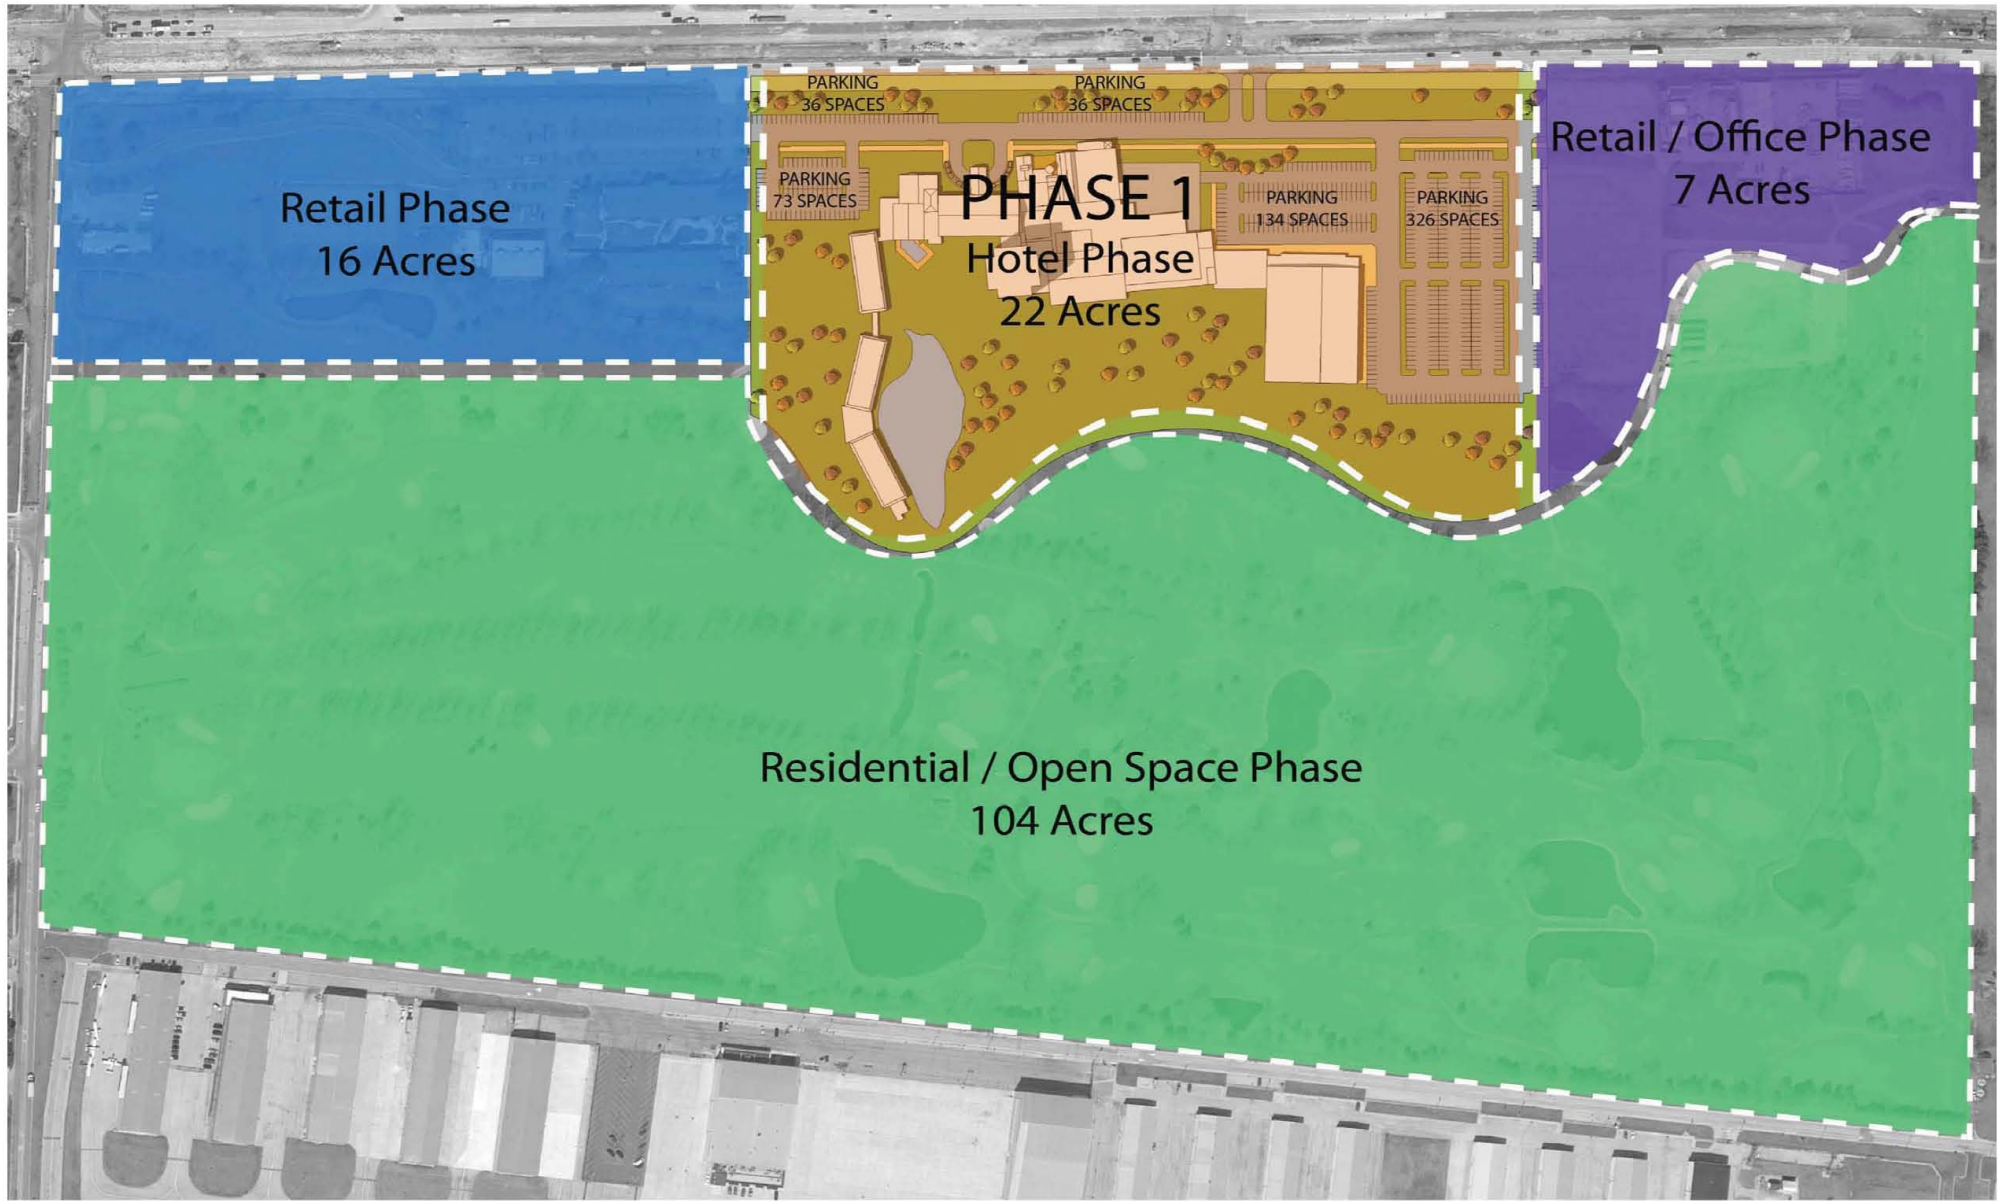 PARKING
36 SPACES
PARKING
36 SPACES
Retail / Office Phase
7 Acres
Retail Phase
16 Acres
PARKING
73 SPACES
PHASE 1
Hotel Phase
22 Acres
PARKING
134 SPACES
PARKING
326 SPACES
Residential / Open Space Phase
104 Acres